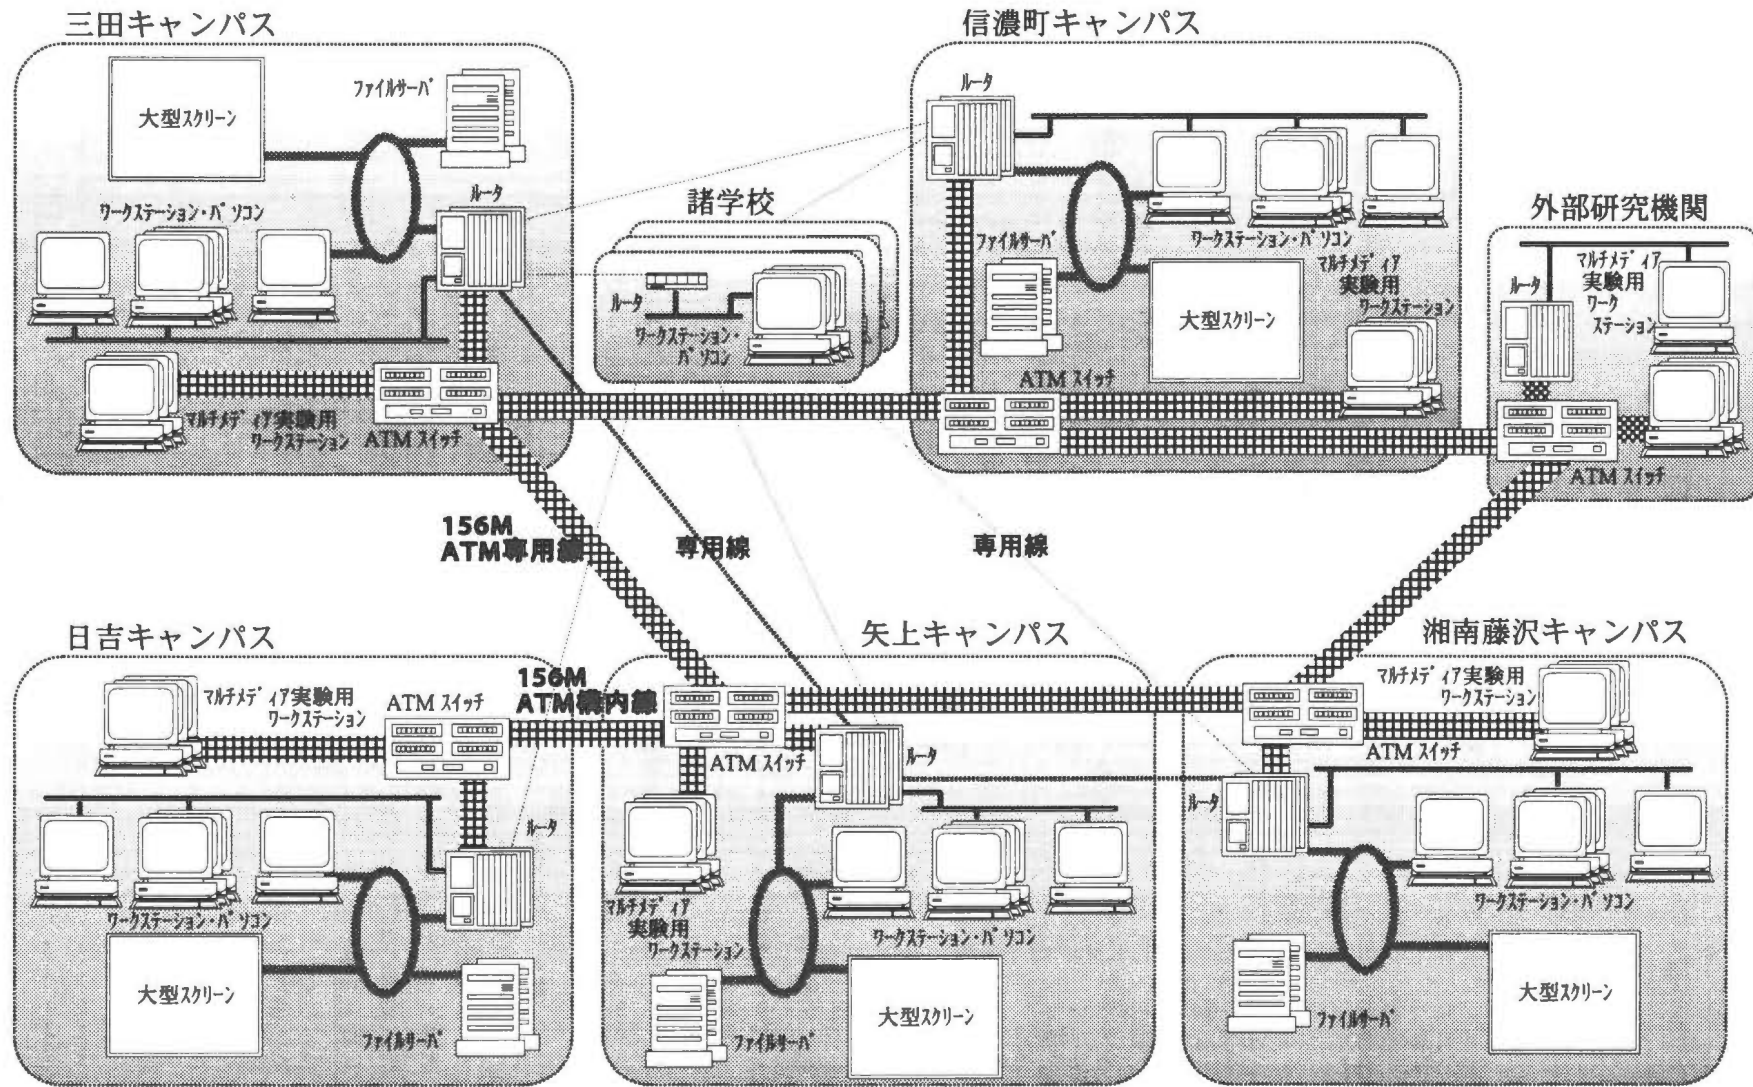 三田キャンパス
大型スクリーン
ファイルサーバ
ルータ
ワークステーション・パソコン
マルチメディア実験用
ワークステーション
ATM スイッチ
諸学校
ルータ
ワークステーション・
パソコン
信濃町キャンパス
ルータ
ワークステーション・パソコン
ファイルサーバ
マルチメディア
実験用
ワークステーション
大型スクリーン
ATM スイッチ
外部研究機関
マルチメディア
実験用
ワーク
ステーション
ルータ
ATM スイッチ
156M
ATM専用線
専用線
専用線
日吉キャンパス
マルチメディア実験用
ワークステーション
ATM スイッチ
156M
ATM構内線
ルータ
ワークステーション・パソコン
大型スクリーン
ファイルサーバ
矢上キャンパス
ATM スイッチ
ルータ
マルチメディア
実験用
ワークステーション
ワークステーション・パソコン
大型スクリーン
ファイルサーバ
湘南藤沢キャンパス
マルチメディア実験用
ワークステーション
ATM スイッチ
ルータ
ワークステーション・パソコン
大型スクリーン
ファイルサーバ